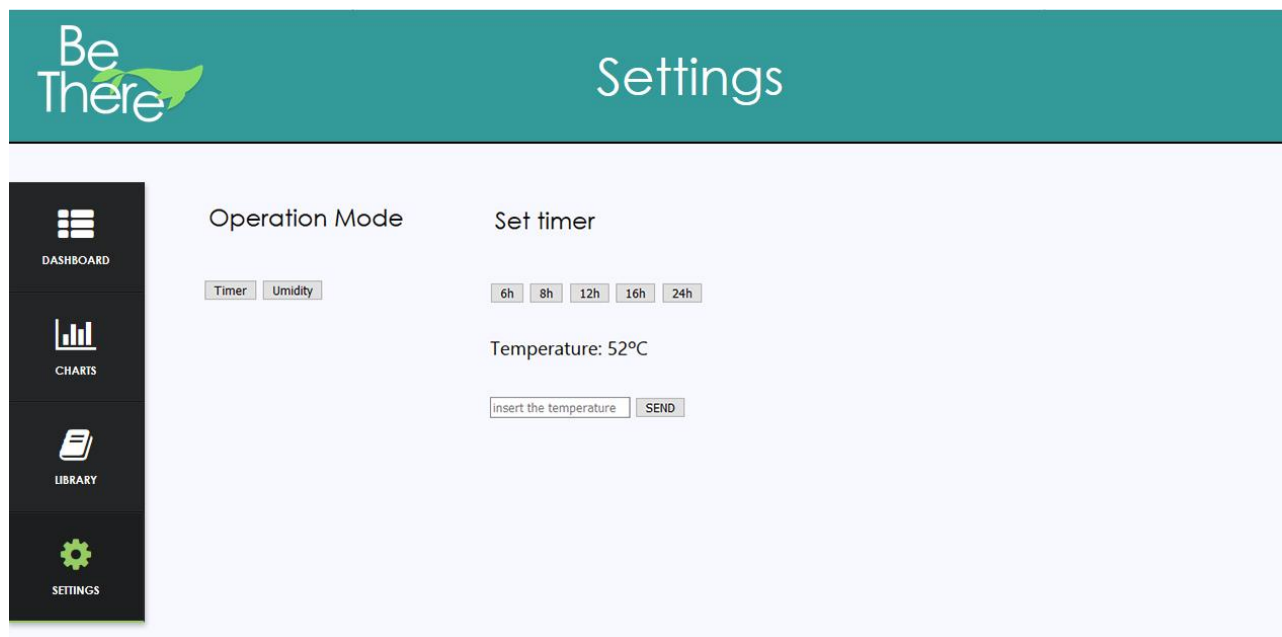 Be
There
Settings
DASHBOARD
CHARTS
LIBRARY
SETTINGS
Operation Mode
Timer Umidity
Set timer
6h 8h 12h 16h 24h
Temperature: 52ºC
insert the temperature SEND